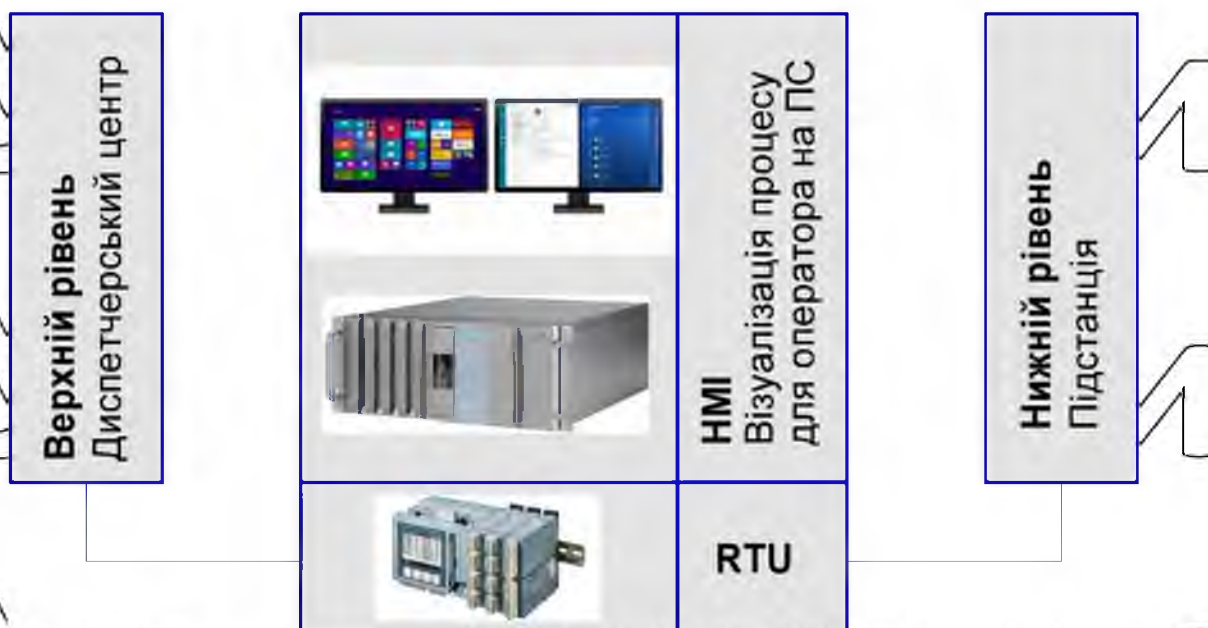 Верхній рівень
Диспетчерський центр
HMI
Візуалізація процесу
для оператора на ПС
RTU
Нижній рівень
Підстанція